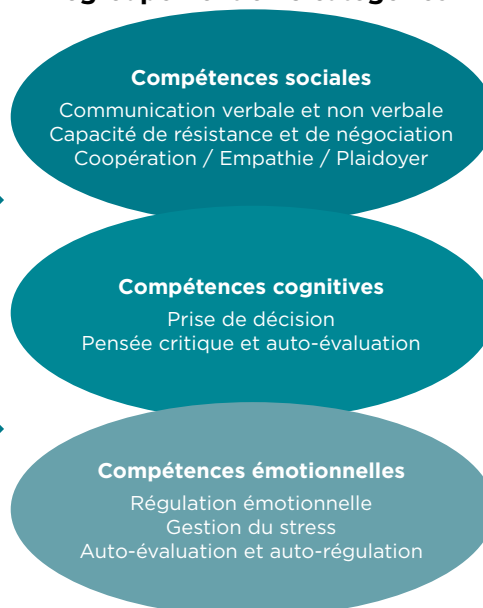 Compétences sociales
Communication verbale et non verbale
Capacité de résistance et de négociation
Coopération / Empathie / Plaidoyer
Compétences cognitives
Prise de décision
Pensée critique et auto-évaluation
Compétences émotionnelles
Régulation émotionnelle
Gestion du stress
Auto-évaluation et auto-régulation